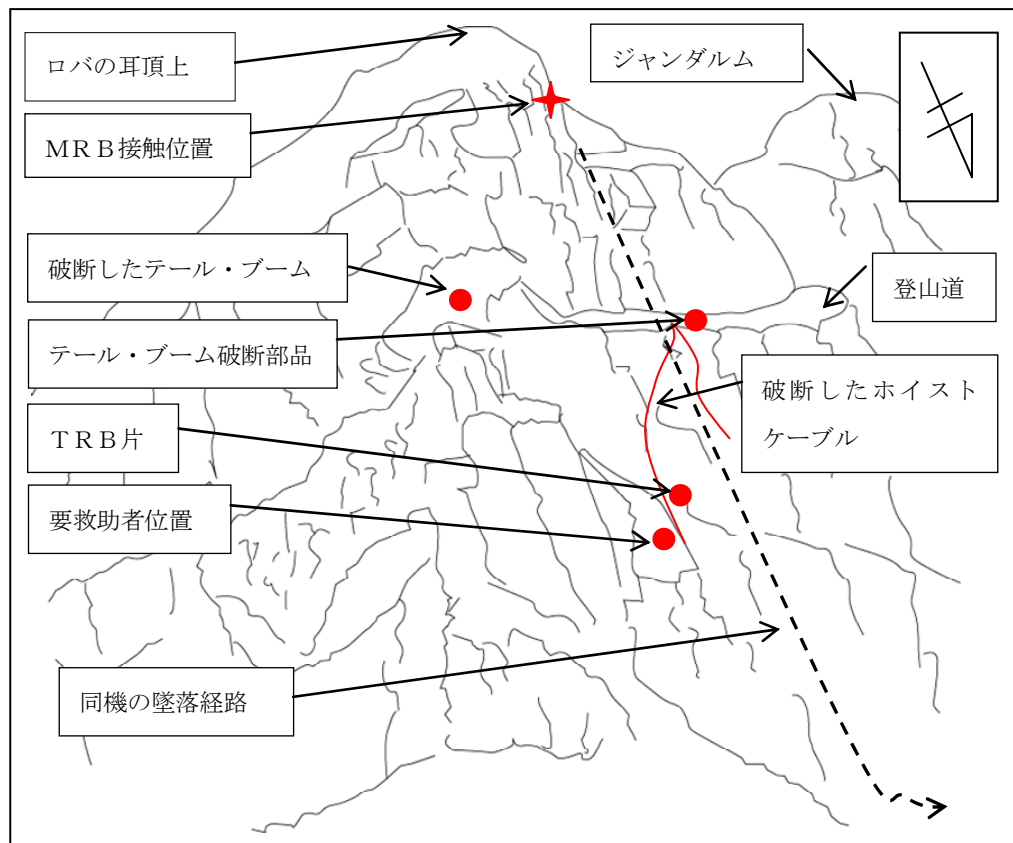 ロバの耳頂上
ジャンダルム
MRB接触位置
破断したテール・ブーム
登山道
テール・ブーム破断部品
破断したホイスト
ケーブル
TRB片
要救助者位置
同機の墜落経路